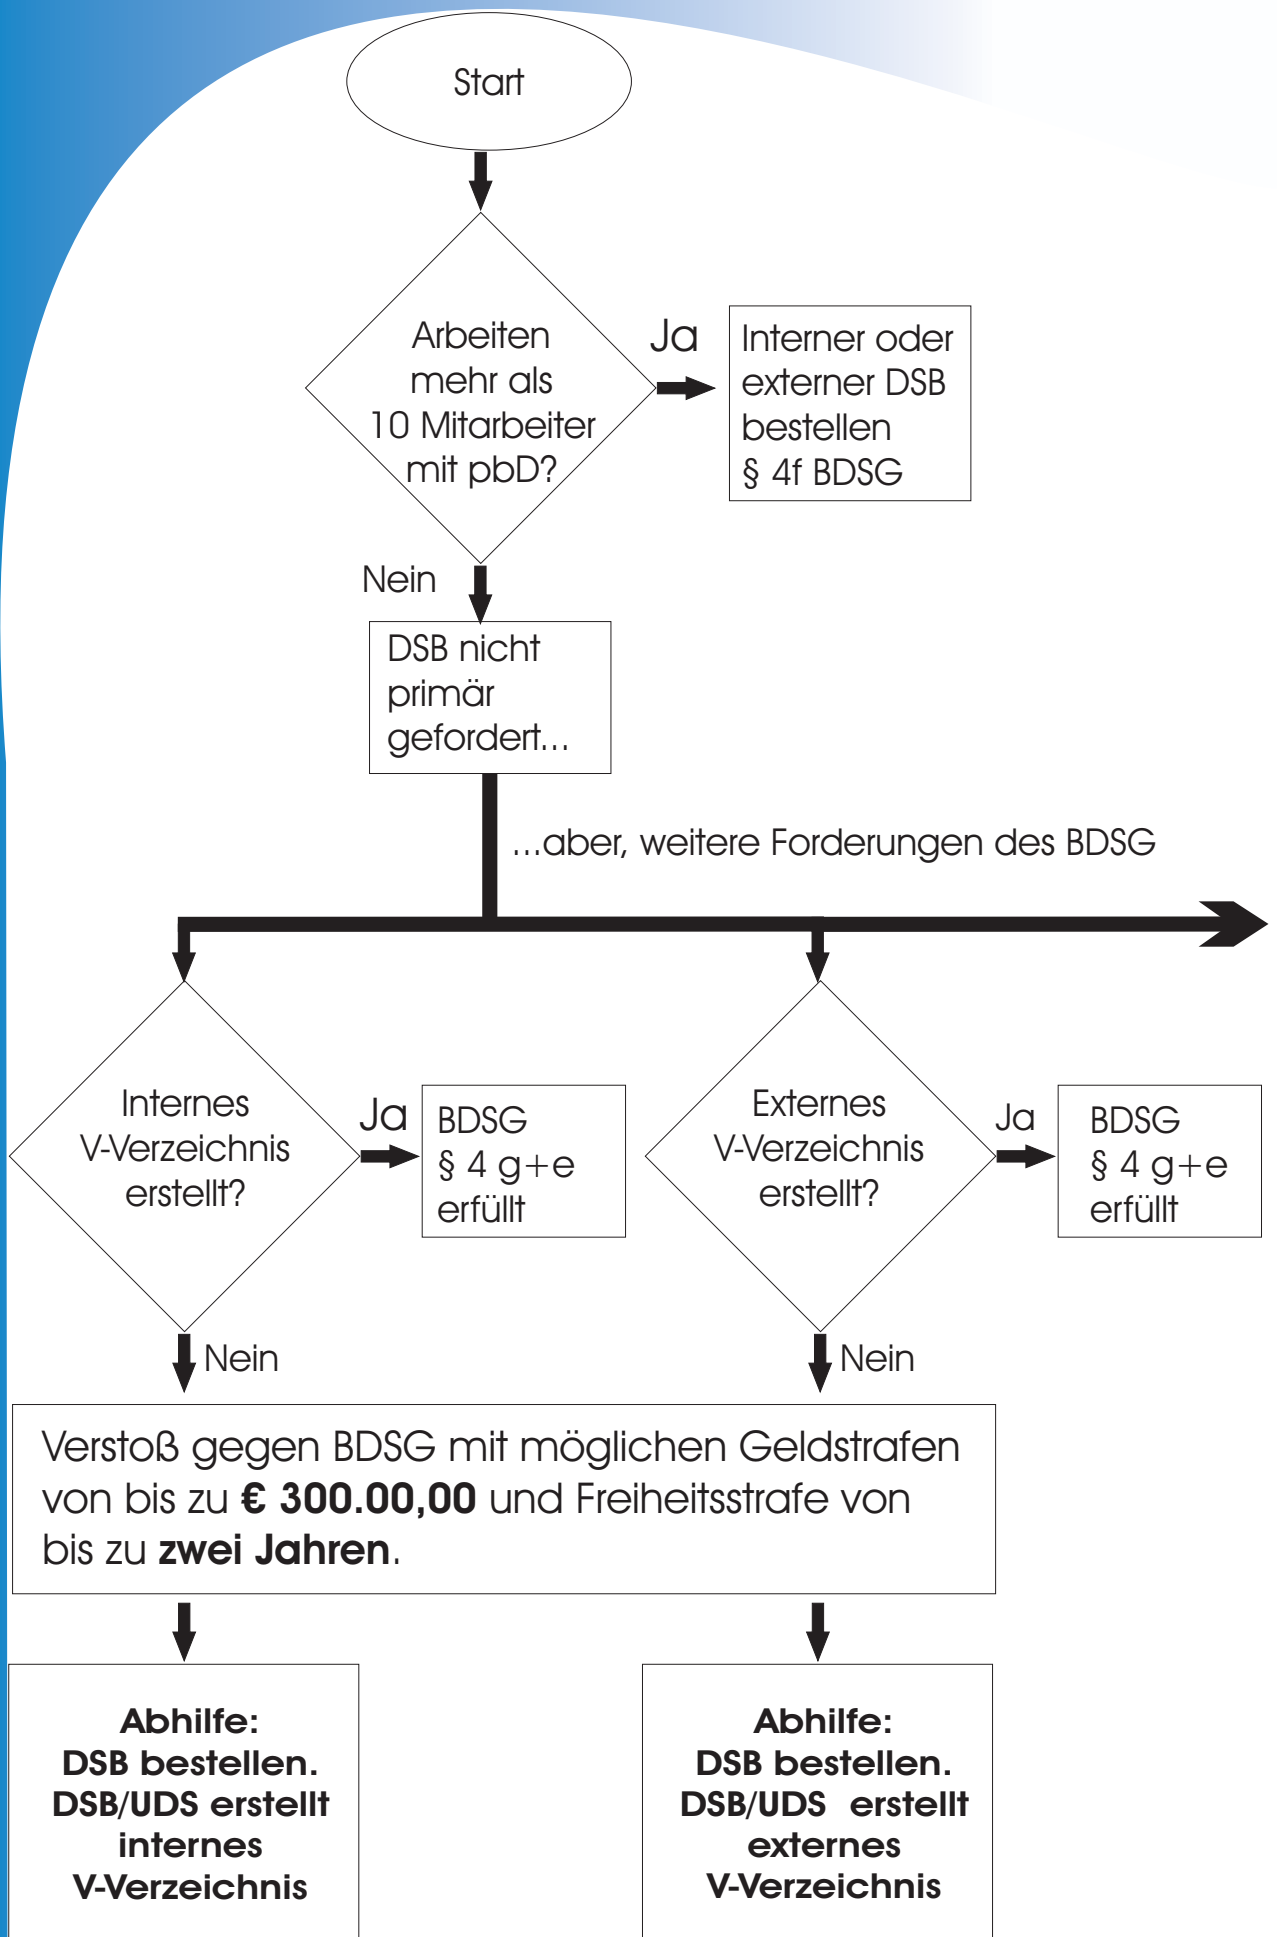 Start
Arbeiten
mehr als
10 Mitarbeiter
mit pbD?
Ja
Interner oder
externer DSB
bestellen
§ 4f BDSG
Nein
DSB nicht
primär
gefordert...
...aber, weitere Forderungen des BDSG
Internes
V-Verzeichnis
erstellt?
Ja
BDSG
§ 4 g+e
erfüllt
Externes
V-Verzeichnis
erstellt?
Ja
BDSG
§ 4 g+e
erfüllt
Nein
Nein
Verstoß gegen BDSG mit möglichen Geldstrafen
von bis zu € 300.00,00 und Freiheitsstrafe von
bis zu zwei Jahren.
Abhilfe:
DSB bestellen.
DSB/UDS erstellt
internes
V-Verzeichnis
Abhilfe:
DSB bestellen.
DSB/UDS erstellt
externes
V-Verzeichnis